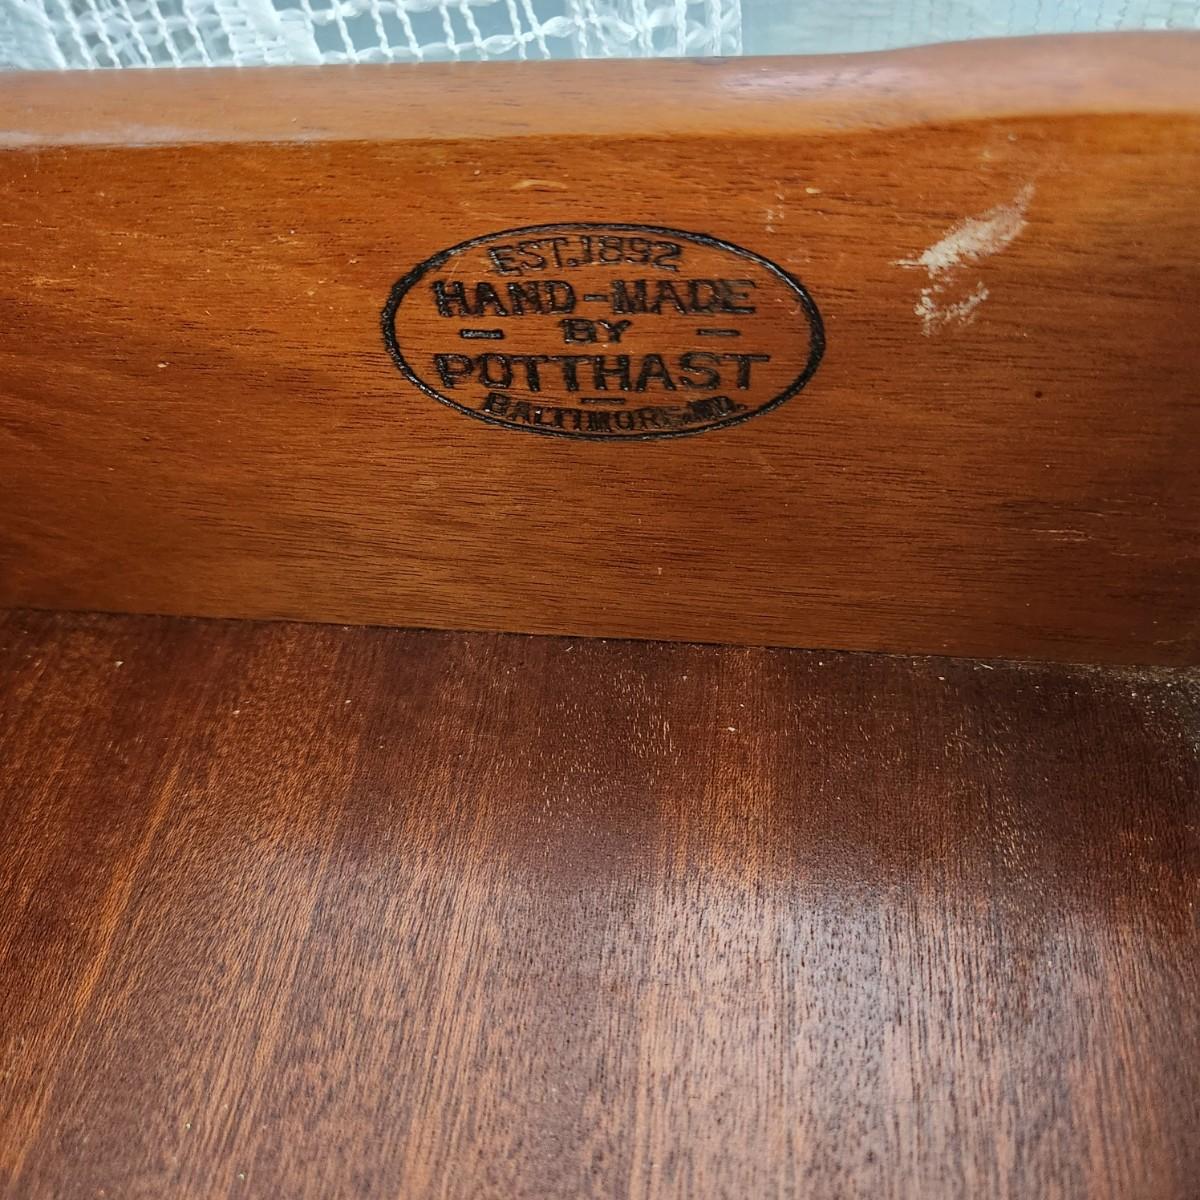 EST.1892
HAND-MADE
- BY -
POTTHAST
-
BALTIMORE.MD.